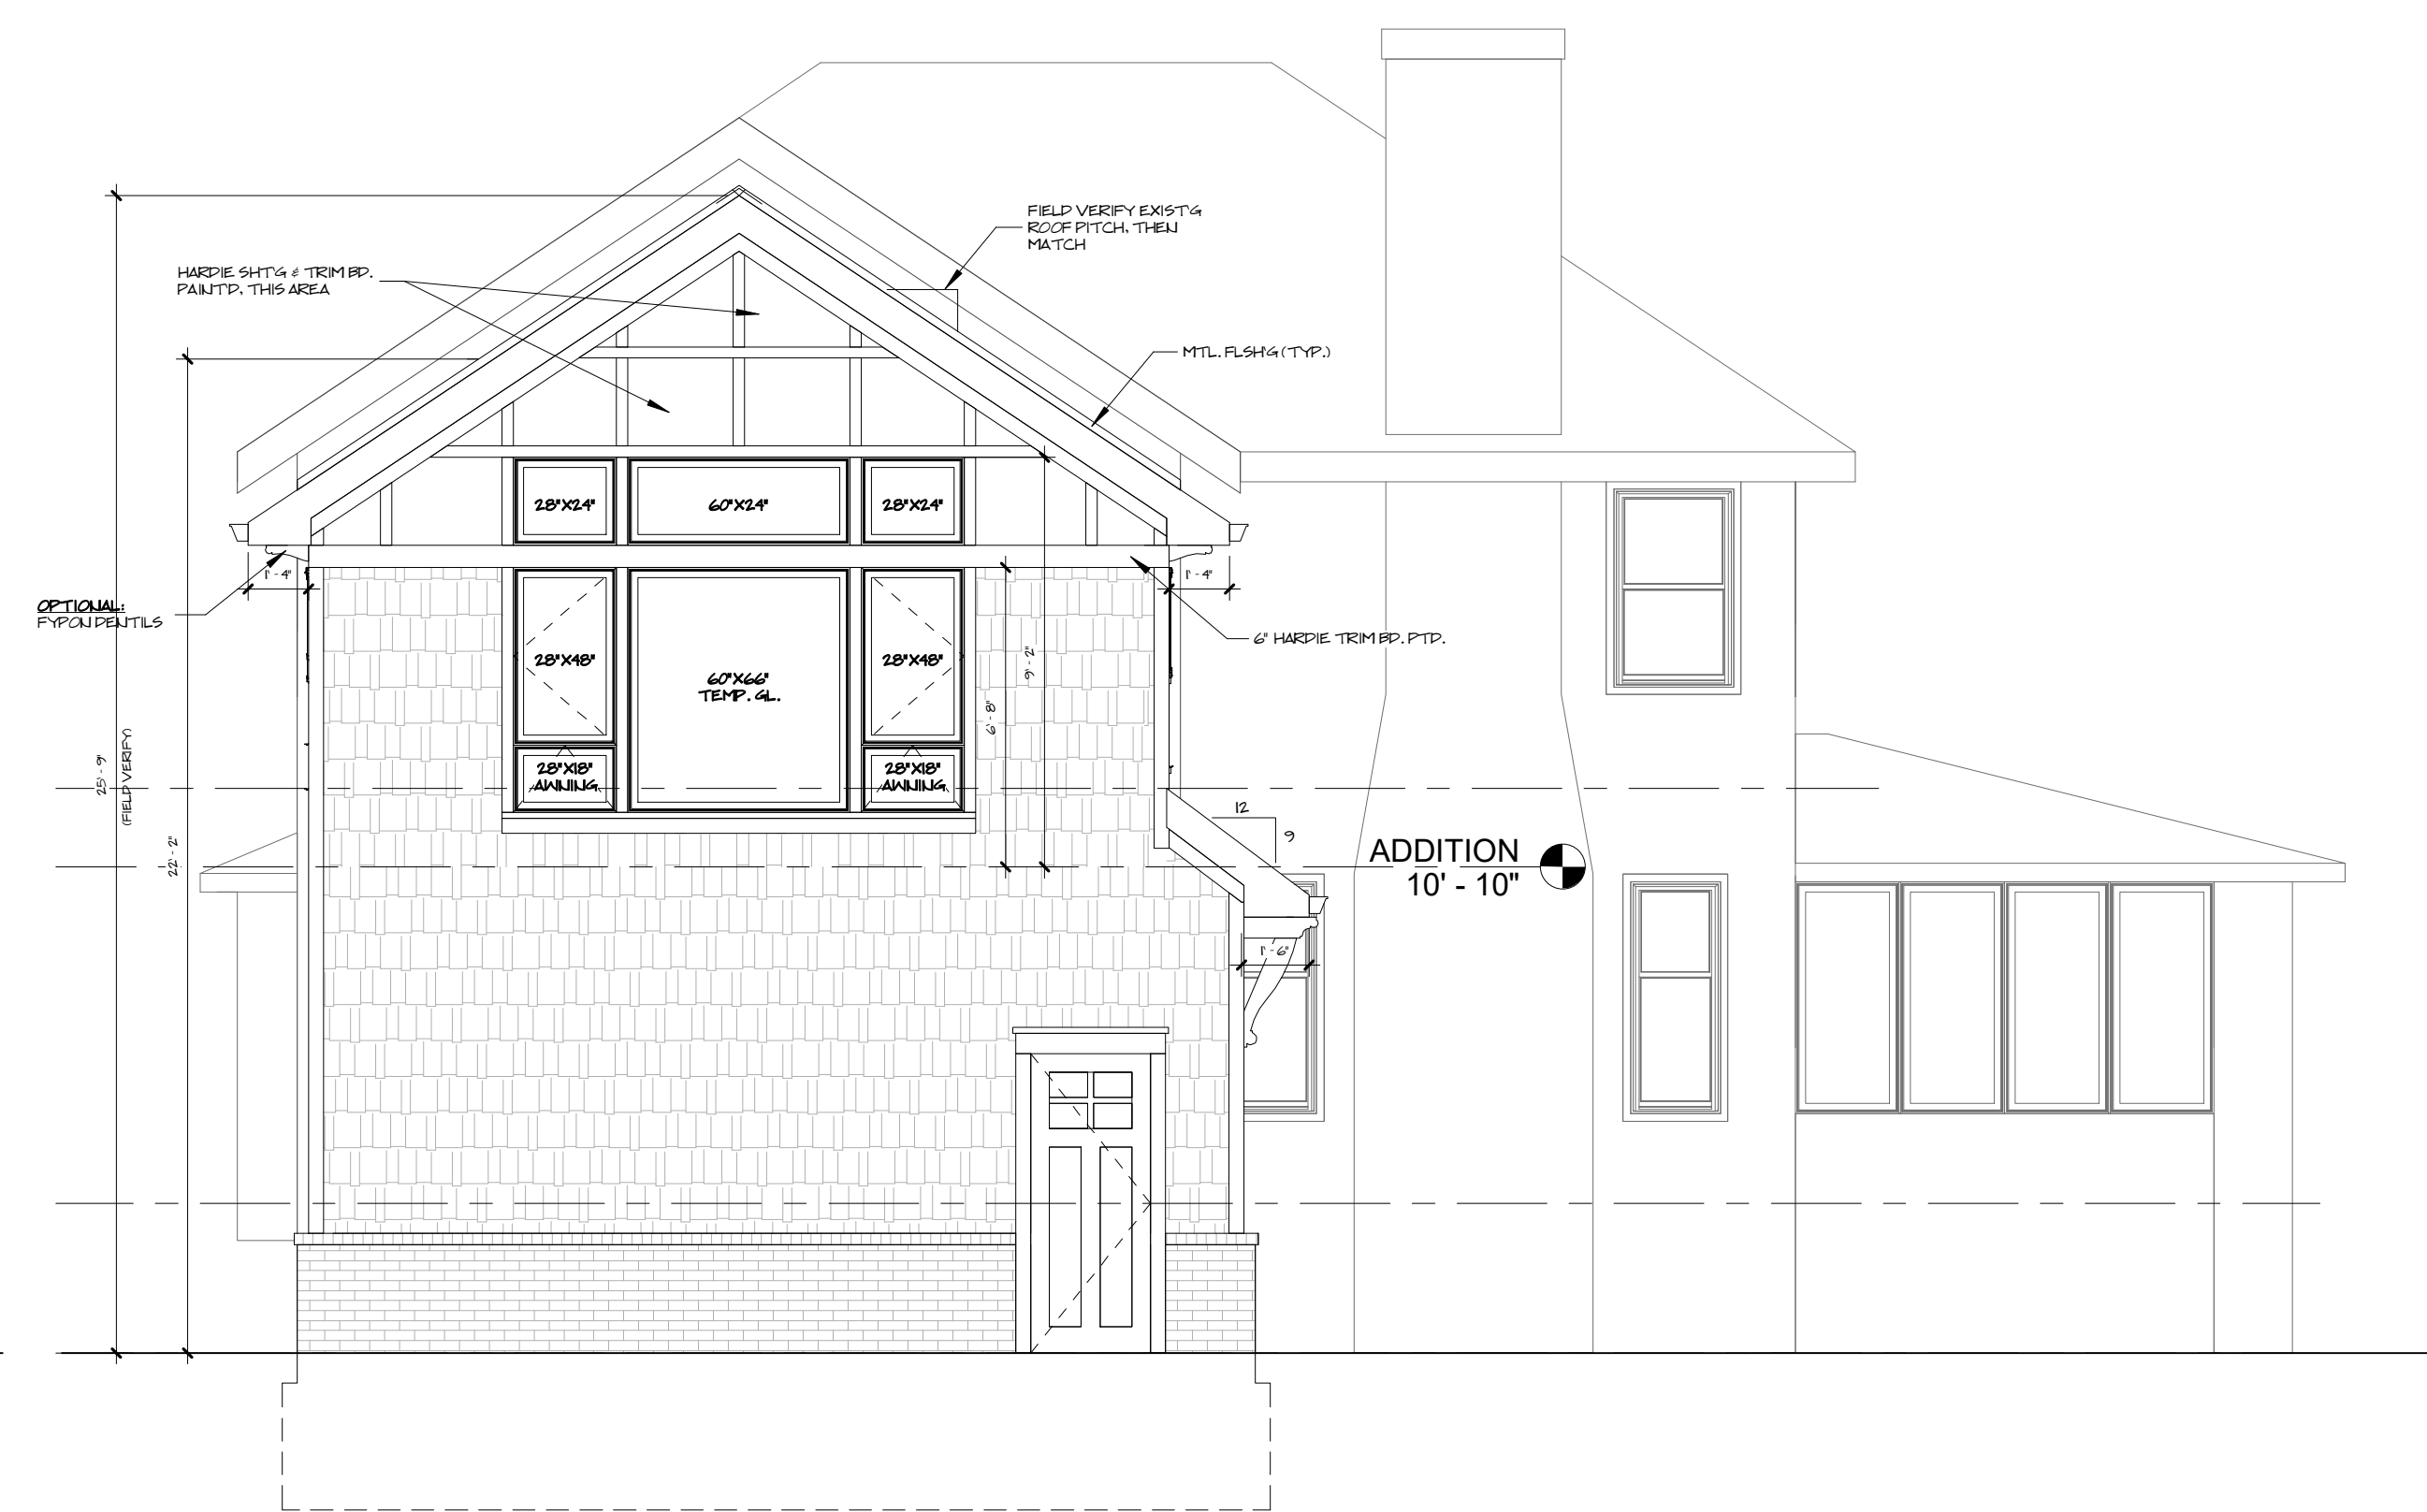 FIELD VERIFY EXIST'G
ROOF PITCH, THEN
MATCH
HARDIE SHT'G & TRIM BD.
PAINT'D, THIS AREA
MTL. FLSH'G (TYP.)
28"X24"
60"X24"
28"X24"
1' - 4"
1' - 4"
OPTIONAL:
FYPON DENTILS
6" HARDIE TRIM BD. PTD.
28"X48"
60"X66"
TEMP. GL.
28"X48"
9' - 2"
6' - 8"
28"X18"
AWNING
28"X18"
AWNING
25' - 9"
(FIELD VERIFY)
22' - 2"
12
9
ADDITION
10' - 10"
1' - 6"